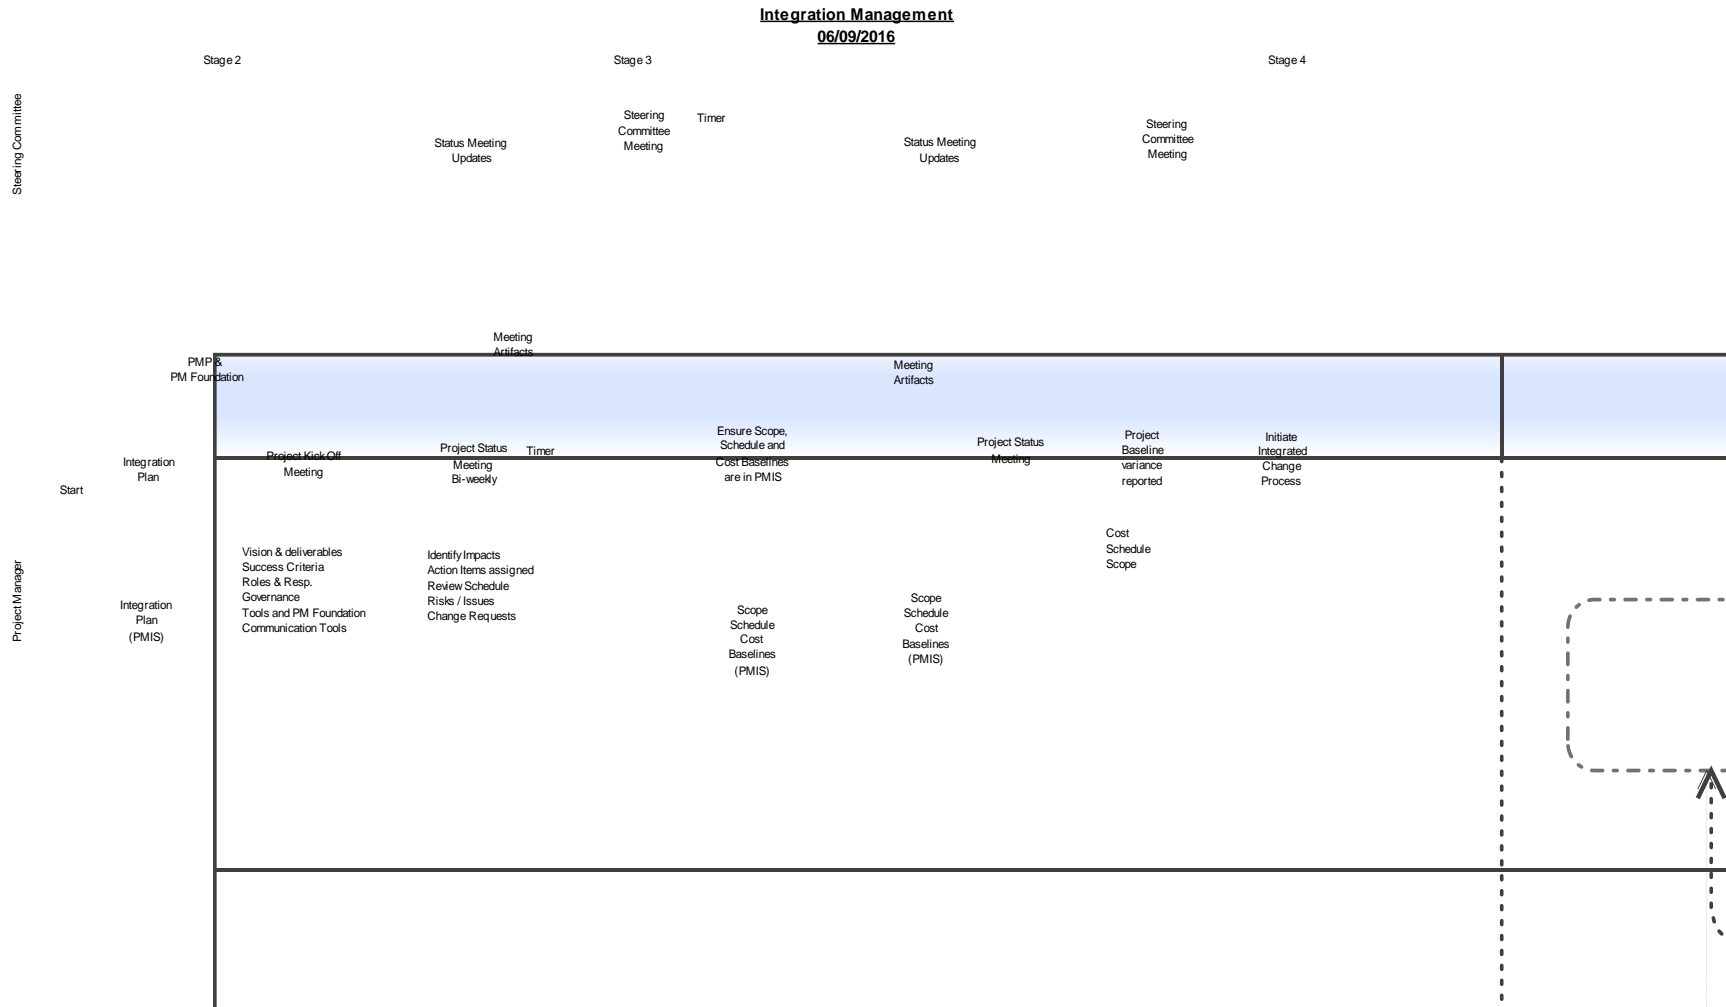 Integration Management
06/09/2016
Stage 2
Stage 3
Stage 4
Steering Committee
Status Meeting
Updates
Steering
Committee
Meeting
Timer
Status Meeting
Updates
Steering
Committee
Meeting
Meeting
Artifacts
PMP &
PM Foundation
Meeting
Artifacts
Project Manager
Start
Integration
Plan
Project Kick Off
Meeting
Project Status
Meeting
Bi-weekly
Timer
Ensure Scope,
Schedule and
Cost Baselines
are in PMIS
Project Status
Meeting
Project
Baseline
variance
reported
Initiate
Integrated
Change
Process
Integration
Plan
(PMIS)
Vision & deliverables
Success Criteria
Roles & Resp.
Governance
Tools and PM Foundation
Communication Tools
Identify Impacts
Action Items assigned
Review Schedule
Risks / Issues
Change Requests
Scope
Schedule
Cost
Baselines
(PMIS)
Scope
Schedule
Cost
Baselines
(PMIS)
Cost
Schedule
Scope